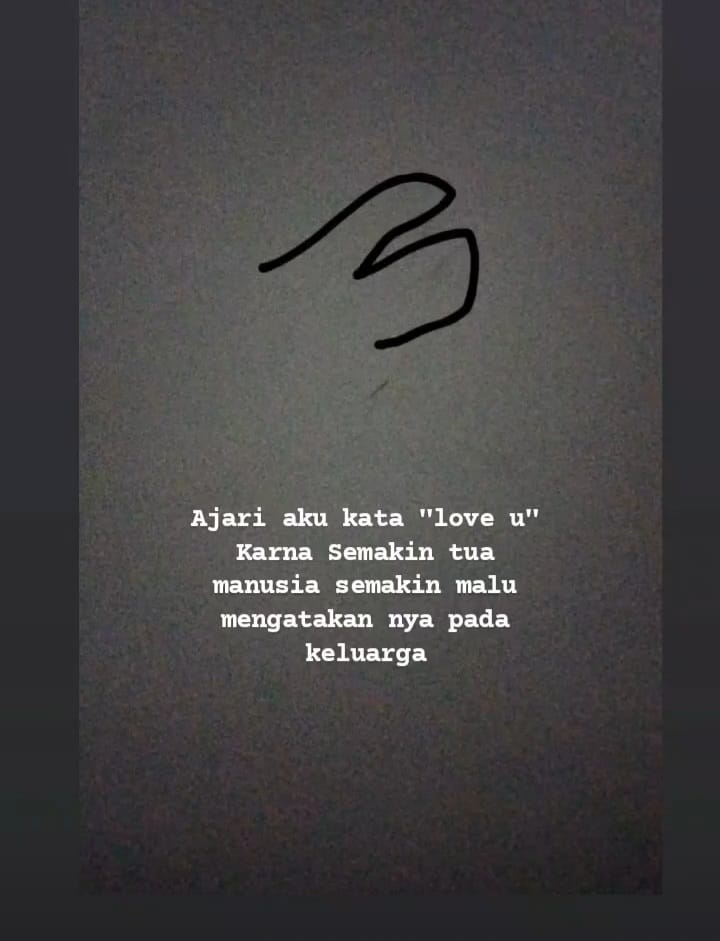 Ajari aku kata "love u"
Karna Semakin tua
manusia semakin malu
mengatakan nya pada
keluarga